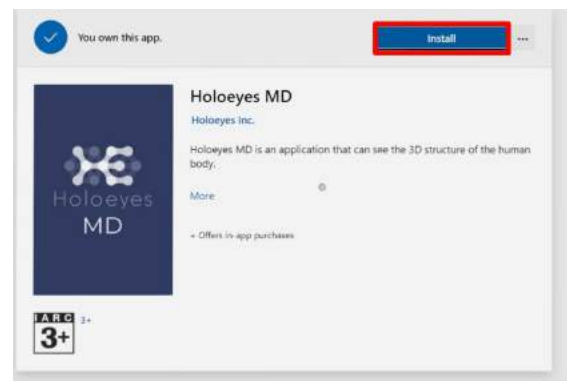 You own this app.
Install
...
Holoeyes MD
Holoeyes Inc.
Holoeyes MD is an application that can see the 3D structure of the human
body.
More
+ Offers in-app purchases
Holoeyes
MD
IARC
3+
3+